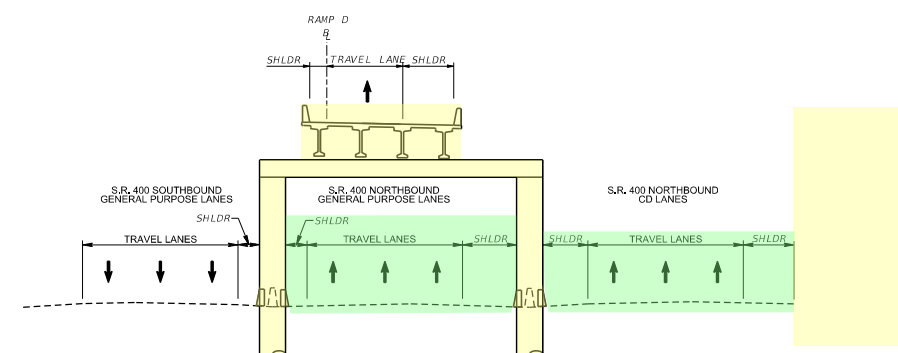 RAMP D
BL
SHLDR
TRAVEL LANE
SHLDR
S.R. 400 SOUTHBOUND
GENERAL PURPOSE LANES
S.R. 400 NORTHBOUND
GENERAL PURPOSE LANES
S.R. 400 NORTHBOUND
CD LANES
SHLDR
SHLDR
TRAVEL LANES
TRAVEL LANES
SHLDR
SHLDR
TRAVEL LANES
SHLDR